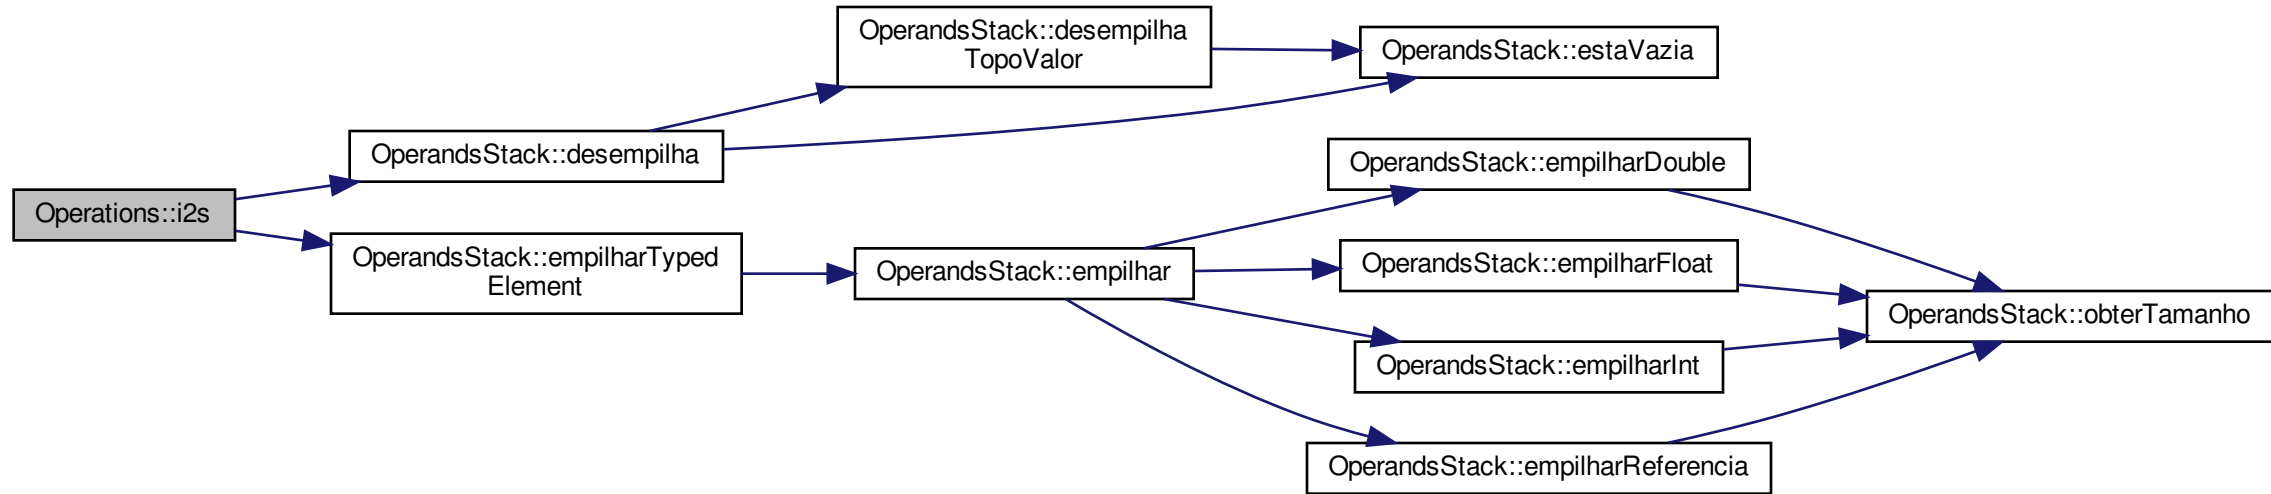 Operations::i2s
OperandsStack::desempilha
OperandsStack::desempilha
TopoValor
OperandsStack::estaVazia
OperandsStack::empilharTyped
Element
OperandsStack::empilhar
OperandsStack::empilharDouble
OperandsStack::empilharFloat
OperandsStack::empilharInt
OperandsStack::empilharReferencia
OperandsStack::obterTamanho